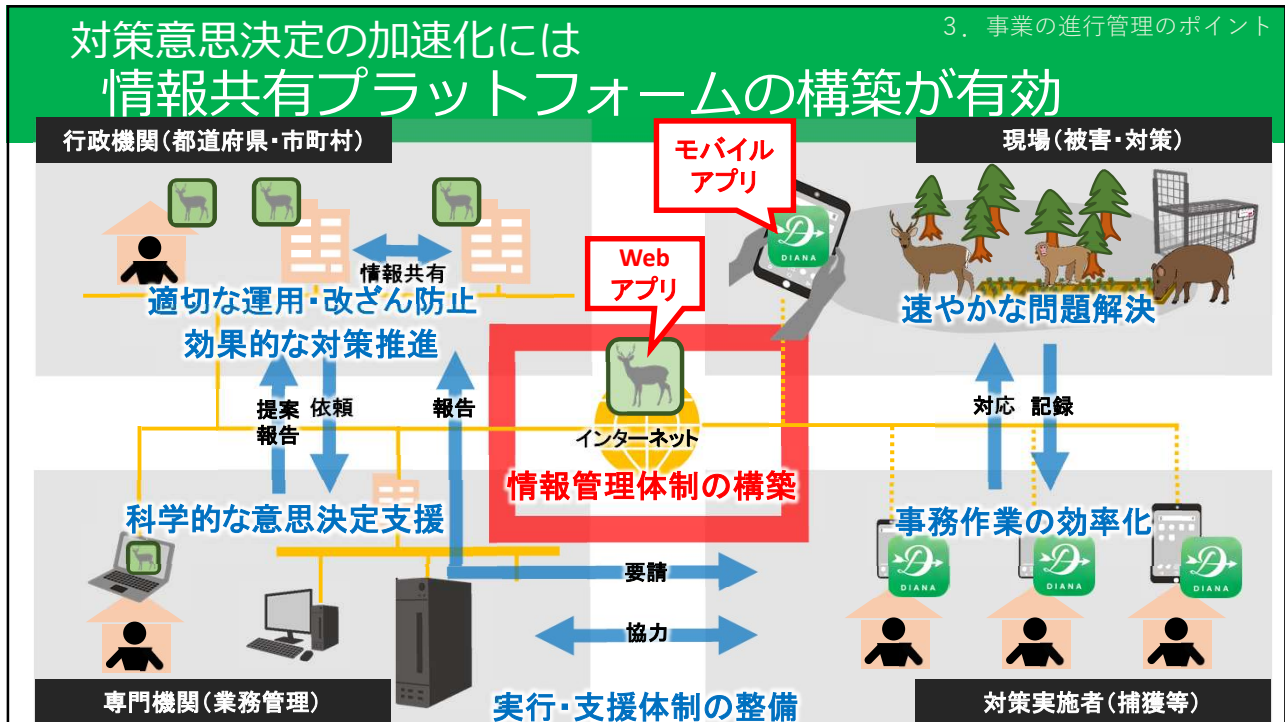 3．事業の進行管理のポイント
対策意思決定の加速化には
情報共有プラットフォームの構築が有効
行政機関(都道府県・市町村)
モバイル
アプリ
現場(被害・対策)
DIANA
情報共有
Web
アプリ
適切な運用・改ざん防止
効果的な対策推進
速やかな問題解決
提案
報告
依頼
報告
インターネット
対応
記録
情報管理体制の構築
科学的な意思決定支援
事務作業の効率化
DIANA
DIANA
DIANA
要請
協力
専門機関(業務管理)
実行・支援体制の整備
対策実施者(捕獲等)